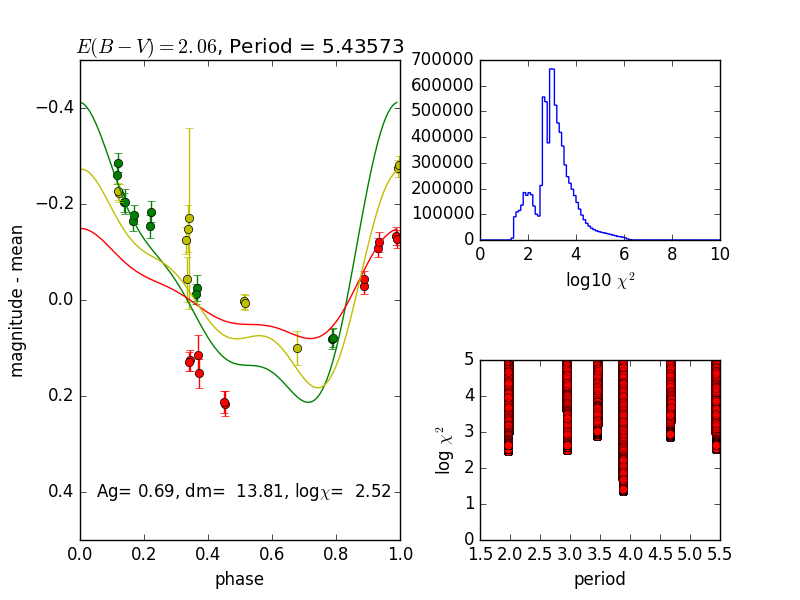 E(B − V) = 2.06, Period = 5.43573
−0.4
−0.2
0.0
0.2
0.4
magnitude - mean
Ag= 0.69, dm=  13.81, logχ=  2.52
0.0 0.2 0.4 0.6 0.8 1.0
phase
700000
600000
500000
400000
300000
200000
100000
0
0 2 4 6 8 10
log10 χ²
5
4
3
2
1
0
log χ²
1.5 2.0 2.5 3.0 3.5 4.0 4.5 5.0 5.5
period